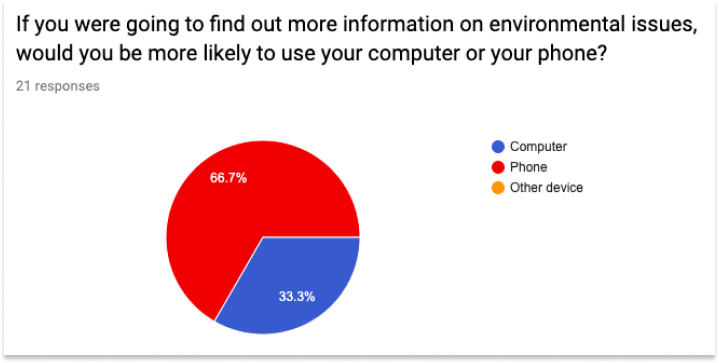 If you were going to find out more information on environmental issues,
would you be more likely to use your computer or your phone?
21 responses
66.7%
33.3%
Computer
Phone
Other device